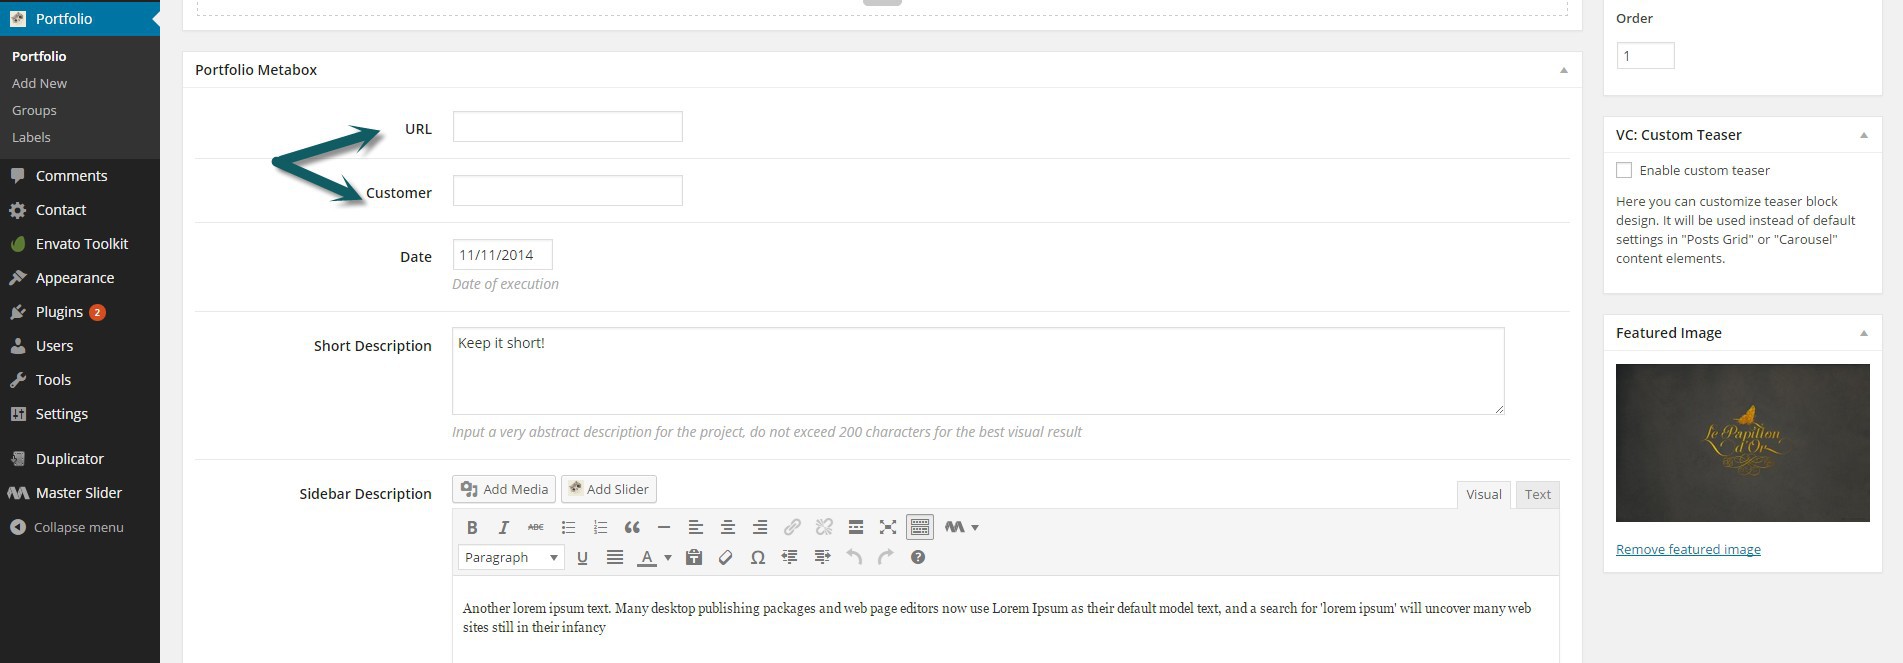 Portfolio
Portfolio
Add New
Groups
Labels
Comments
Contact
Envato Toolkit
Appearance
Plugins 2
Users
Tools
Settings
Duplicator
Master Slider
Collapse menu
Portfolio Metabox
URL
Customer
Date 11/11/2014
Date of execution
Short Description Keep it short!
Input a very abstract description for the project, do not exceed 200 characters for the best visual result
Sidebar Description Add Media Add Slider Visual Text
B I ABC
Paragraph U A Ω
Another lorem ipsum text. Many desktop publishing packages and web page editors now use Lorem Ipsum as their default model text, and a search for 'lorem ipsum' will uncover many web
sites still in their infancy
Order
1
VC: Custom Teaser
Enable custom teaser
Here you can customize teaser block
design. It will be used instead of default
settings in "Posts Grid" or "Carousel"
content elements.
Featured Image
le Papillon
d'Or
Remove featured image